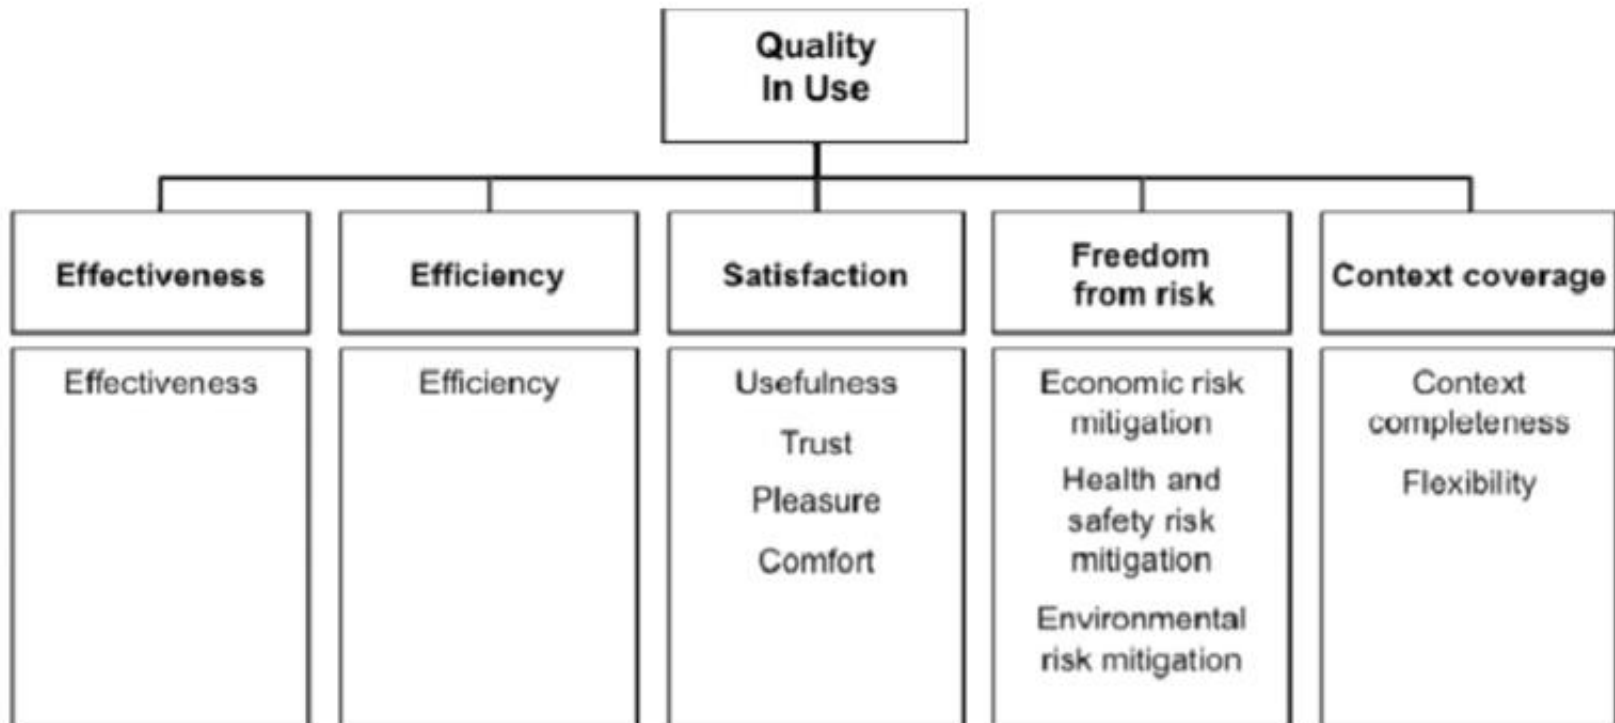 Quality
In Use
Effectiveness
Efficiency
Satisfaction
Freedom
from risk
Context coverage
Effectiveness
Efficiency
Usefulness
Trust
Pleasure
Comfort
Economic risk
mitigation
Health and
safety risk
mitigation
Environmental
risk mitigation
Context
completeness
Flexibility